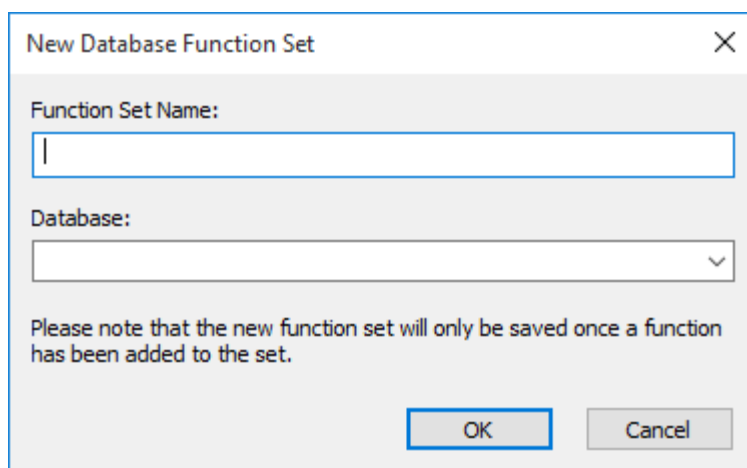 New Database Function Set
Function Set Name:
Database:
Please note that the new function set will only be saved once a function
has been added to the set.
OK Cancel